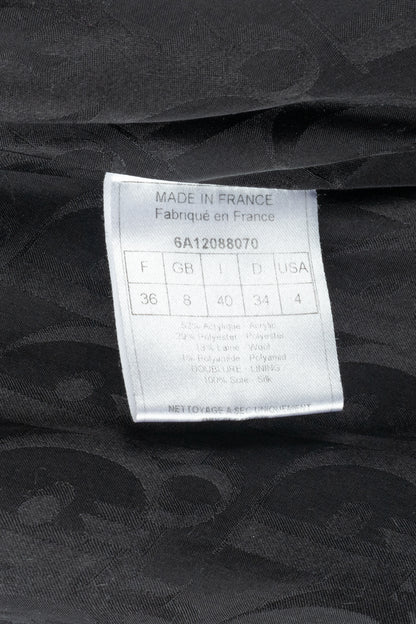 MADE IN FRANCE
Fabriqué en France
6A12088070
F GB I D USA
36 8 40 34 4
Acrylique - Acrylic
Polyester - Polyester
Laine - Wool
Polyamide - Polyamid
DOUBLURE - LINING
100% Soie - Silk
NETTOYAGE A SEC UNIQUEMENT